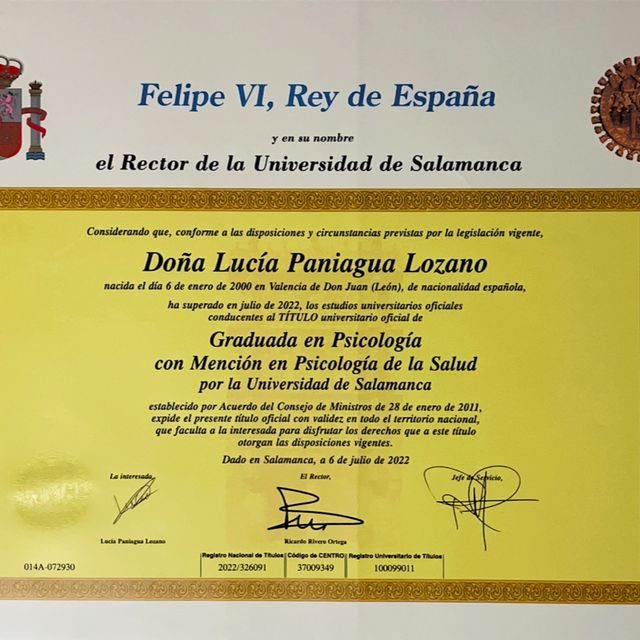 Felipe VI, Rey de España
y en su nombre
el Rector de la Universidad de Salamanca
Considerando que, conforme a las disposiciones y circunstancias previstas por la legislación vigente,
Doña Lucía Paniagua Lozano
nacida el día 6 de enero de 2000 en Valencia de Don Juan (León), de nacionalidad española,
ha superado en julio de 2022, los estudios universitarios oficiales
conducentes al TÍTULO universitario oficial de
Graduada en Psicología
con Mención en Psicología de la Salud
por la Universidad de Salamanca
establecido por Acuerdo del Consejo de Ministros de 28 de enero de 2011,
expide el presente título oficial con validez en todo el territorio nacional,
que faculta a la interesada para disfrutar los derechos que a este título
otorgan las disposiciones vigentes.
Dado en Salamanca, a 6 de julio de 2022
La interesada, El Rector, Jefe de Servicio,
Lucía Paniagua Lozano Ricardo Rivero Ortega
Registro Nacional de Títulos Código de CENTRO Registro Universitario de Títulos
014A-072930 2022/326091 37009349 100099011